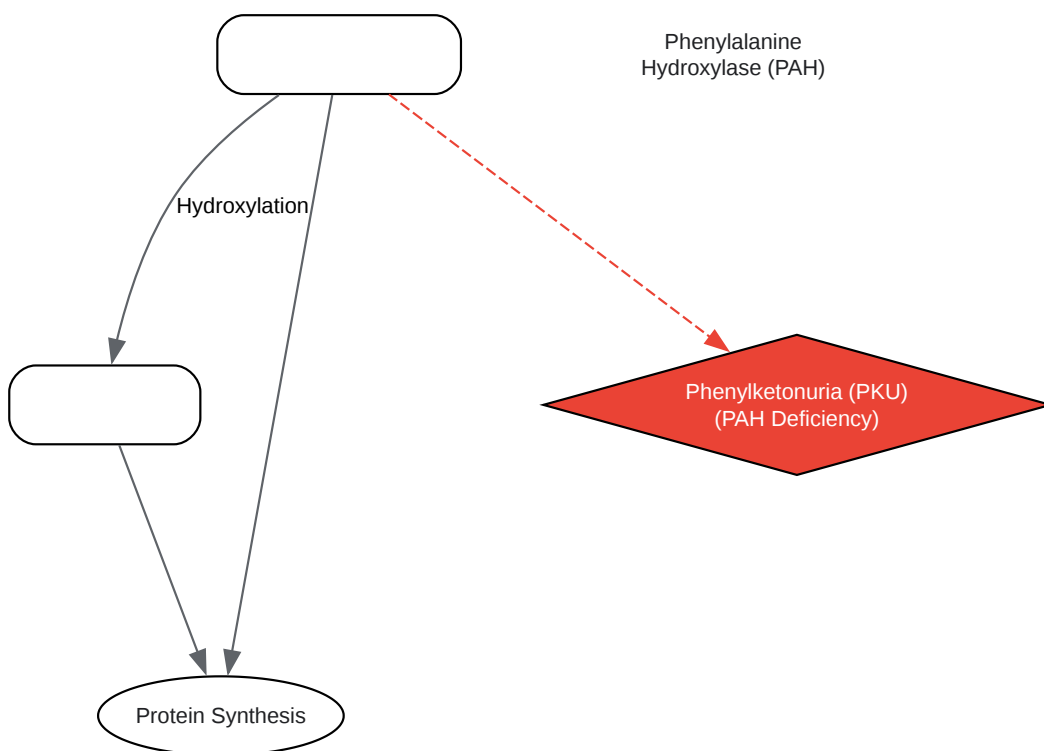 Phenylalanine
Hydroxylase (PAH)
Hydroxylation
Phenylketonuria (PKU)
(PAH Deficiency)
Protein Synthesis